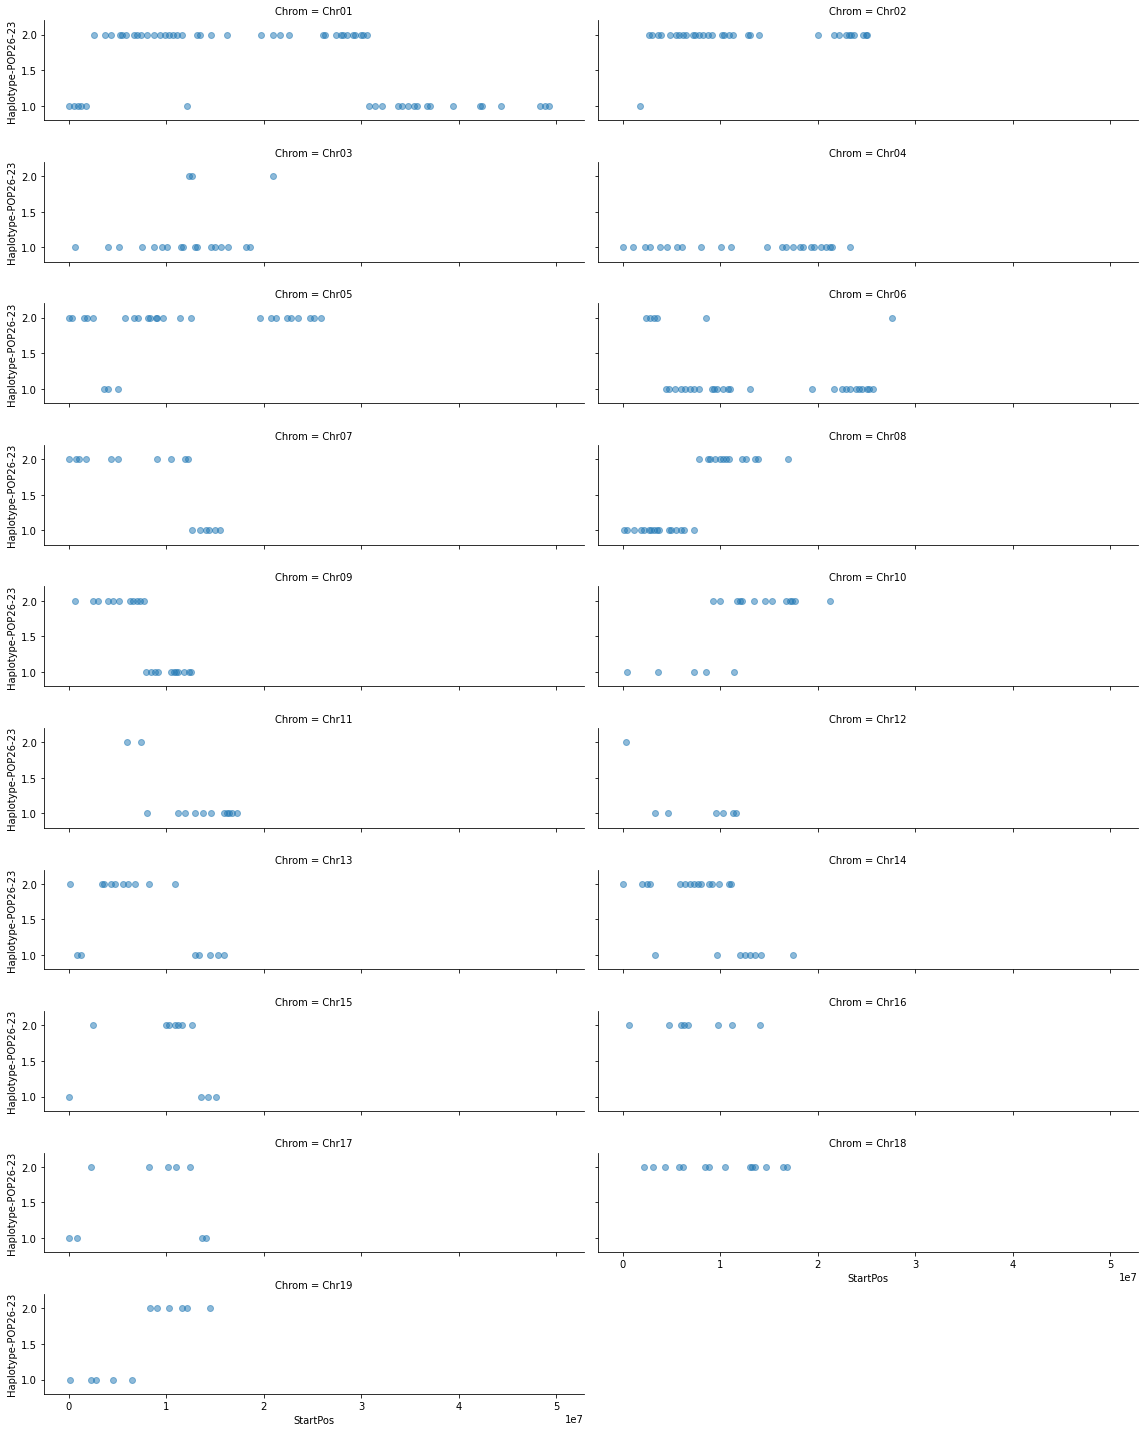 Chrom = Chr01
Haplotype-POP26-23
2.0
1.5
1.0
Chrom = Chr02
Chrom = Chr03
Haplotype-POP26-23
2.0
1.5
1.0
Chrom = Chr04
Chrom = Chr05
Haplotype-POP26-23
2.0
1.5
1.0
Chrom = Chr06
Chrom = Chr07
Haplotype-POP26-23
2.0
1.5
1.0
Chrom = Chr08
Chrom = Chr09
Haplotype-POP26-23
2.0
1.5
1.0
Chrom = Chr10
Chrom = Chr11
Haplotype-POP26-23
2.0
1.5
1.0
Chrom = Chr12
Chrom = Chr13
Haplotype-POP26-23
2.0
1.5
1.0
Chrom = Chr14
Chrom = Chr15
Haplotype-POP26-23
2.0
1.5
1.0
Chrom = Chr16
Chrom = Chr17
Haplotype-POP26-23
2.0
1.5
1.0
Chrom = Chr18
0 1 2 3 4 5
StartPos
1e7
Chrom = Chr19
Haplotype-POP26-23
2.0
1.5
1.0
0 1 2 3 4 5
StartPos
1e7